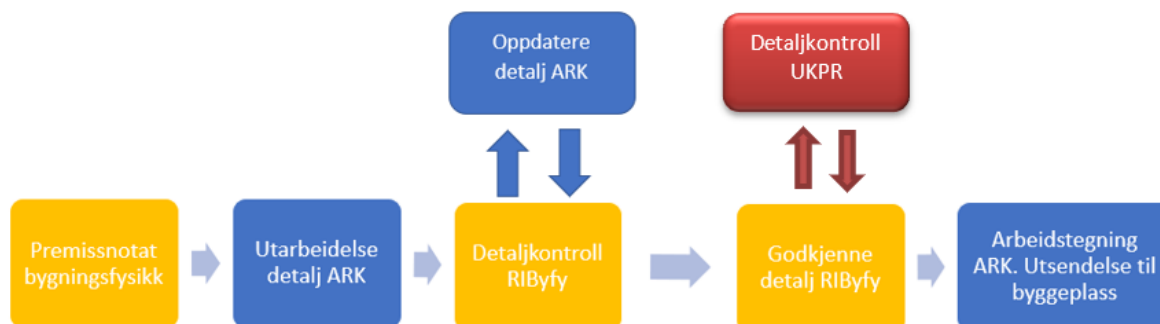 Oppdatere
detalj ARK
Detaljkontroll
UKPR
Premissnotat
bygningsfysikk
Utarbeidelse
detalj ARK
Detaljkontroll
RIByfy
Godkjenne
detalj RIByfy
Arbeidstegning
ARK. Utsendelse til
byggeplass